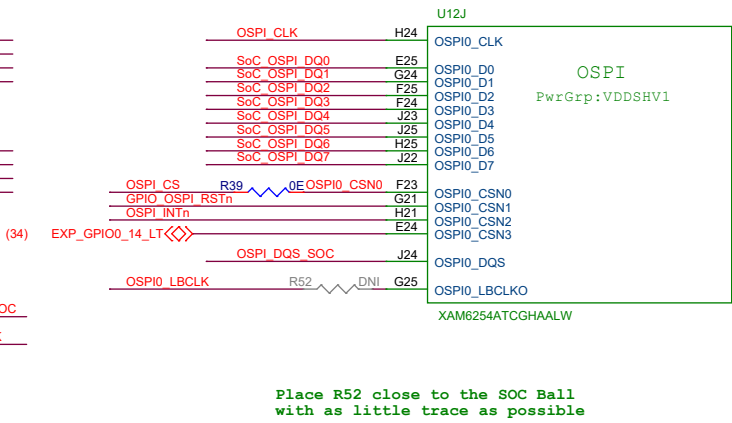 U12J
OSPI_CLK H24 OSPI0_CLK
SoC_OSPI_DQ0 E25 OSPI0_D0
SoC_OSPI_DQ1 G24 OSPI0_D1
SoC_OSPI_DQ2 F25 OSPI0_D2
SoC_OSPI_DQ3 F24 OSPI0_D3
SoC_OSPI_DQ4 J23 OSPI0_D4
SoC_OSPI_DQ5 J25 OSPI0_D5
SoC_OSPI_DQ6 H25 OSPI0_D6
SoC_OSPI_DQ7 J22 OSPI0_D7
OSPI
PwrGrp:VDDSHV1
OSPI_CS R39 0E OSPI0_CSN0 F23 OSPI0_CSN0
GPIO_OSPI_RSTn G21 OSPI0_CSN1
OSPI_INTn H21 OSPI0_CSN2
(34) EXP_GPIO0_14_LT E24 OSPI0_CSN3
OSPI_DQS_SOC J24 OSPI0_DQS
OSPI0_LBCLK R52 DNI G25 OSPI0_LBCLKO
OC
XAM6254ATCGHAALW
Place R52 close to the SOC Ball
with as little trace as possible